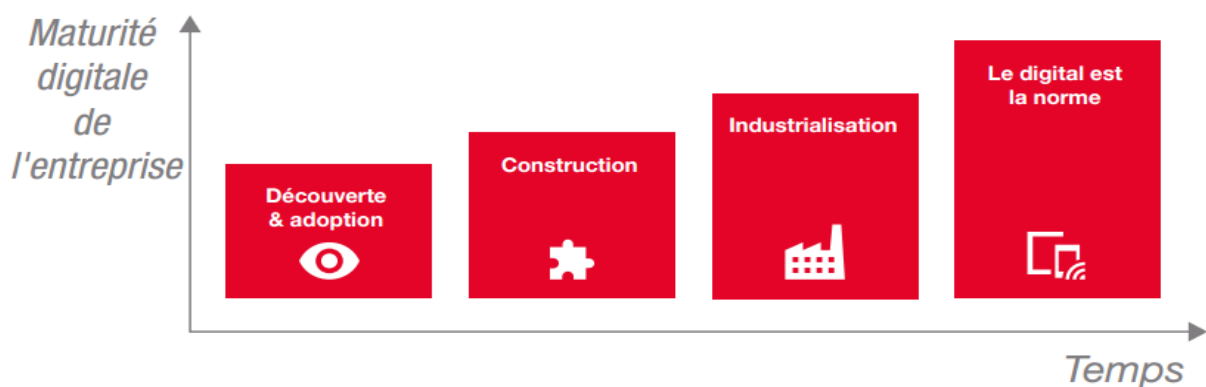 Maturité
digitale
de
l'entreprise
Découverte
& adoption
Construction
Industrialisation
Le digital est
la norme
Temps